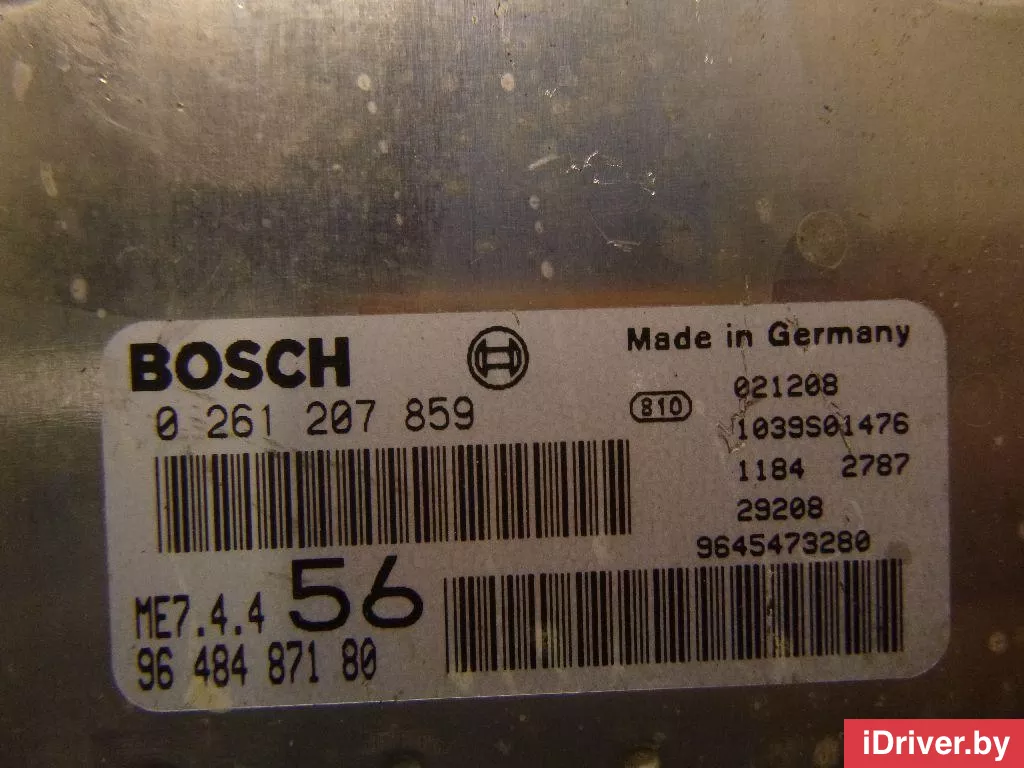 BOSCH
Made in Germany
0 261 207 859
810
021208
1039S01476
1184 2787
29208
9645473280
ME7.4.4 56
96 484 871 80
iDriver.by